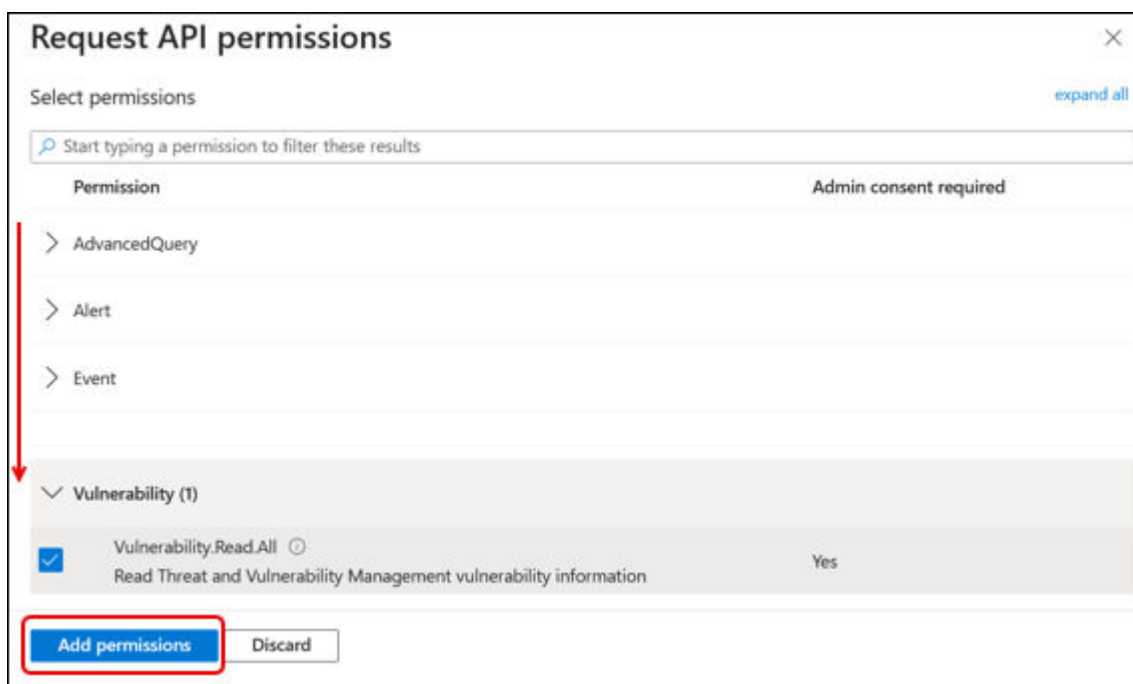 Request API permissions
Select permissions
expand all
Start typing a permission to filter these results
Permission
Admin consent required
AdvancedQuery
Alert
Event
Vulnerability (1)
Vulnerability.Read.All
Read Threat and Vulnerability Management vulnerability information
Yes
Add permissions
Discard